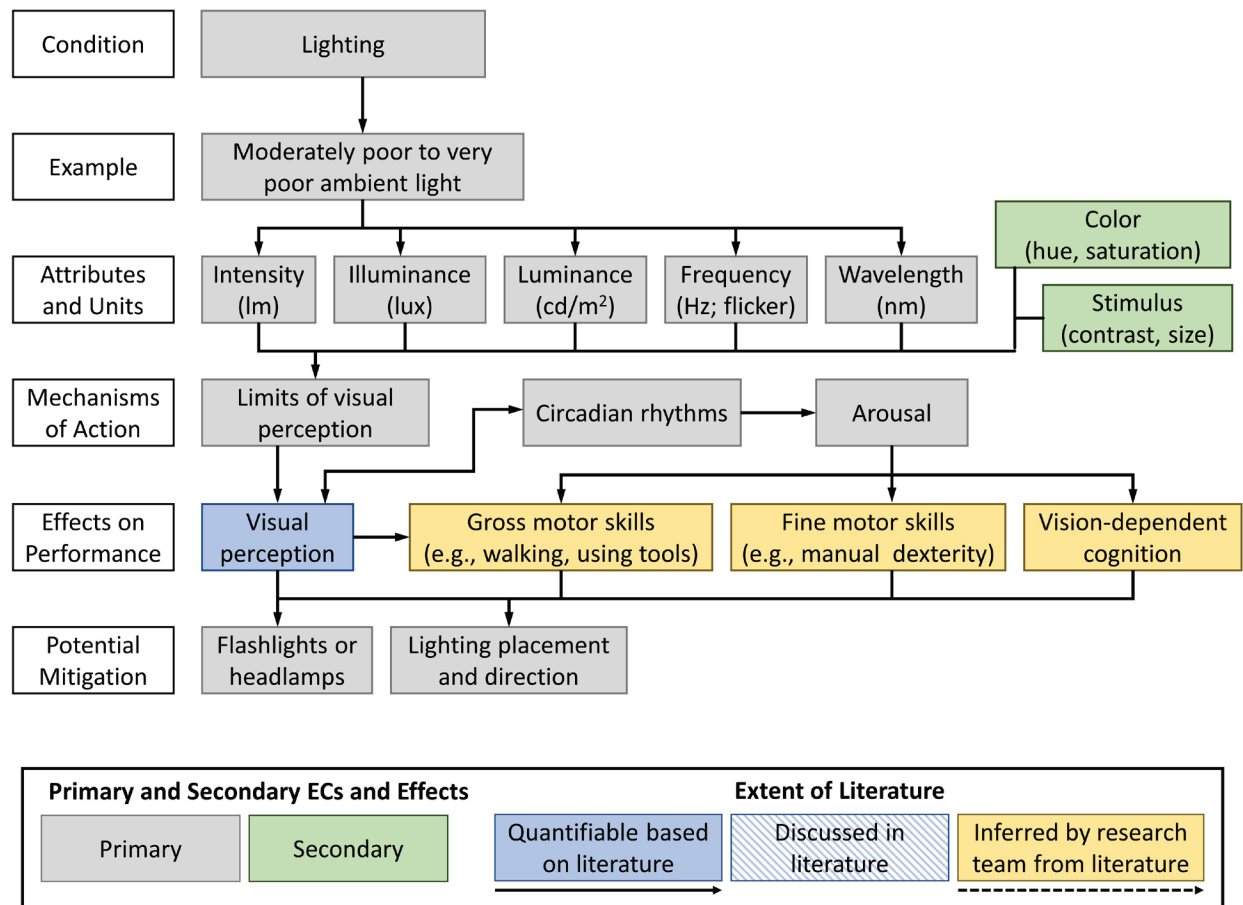 Condition
Lighting
Example
Moderately poor to very
poor ambient light
Color
(hue, saturation)
Attributes
and Units
Intensity
(lm)
Illuminance
(lux)
Luminance
(cd/m²)
Frequency
(Hz; flicker)
Wavelength
(nm)
Stimulus
(contrast, size)
Mechanisms
of Action
Limits of visual
perception
Circadian rhythms
Arousal
Effects on
Performance
Visual
perception
Gross motor skills
(e.g., walking, using tools)
Fine motor skills
(e.g., manual dexterity)
Vision-dependent
cognition
Potential
Mitigation
Flashlights or
headlamps
Lighting placement
and direction
Primary and Secondary ECs and Effects
Primary
Secondary
Extent of Literature
Quantifiable based
on literature
Discussed in
literature
Inferred by research
team from literature